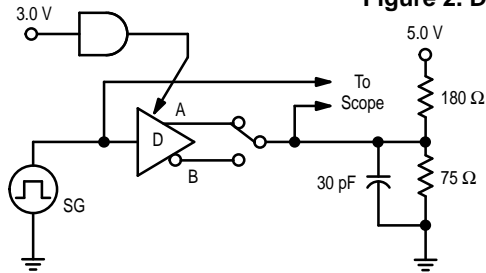 Figure 2. D
3.0 V
5.0 V
To
Scope
180 Ω
A
D
B
30 pF
75 Ω
SG